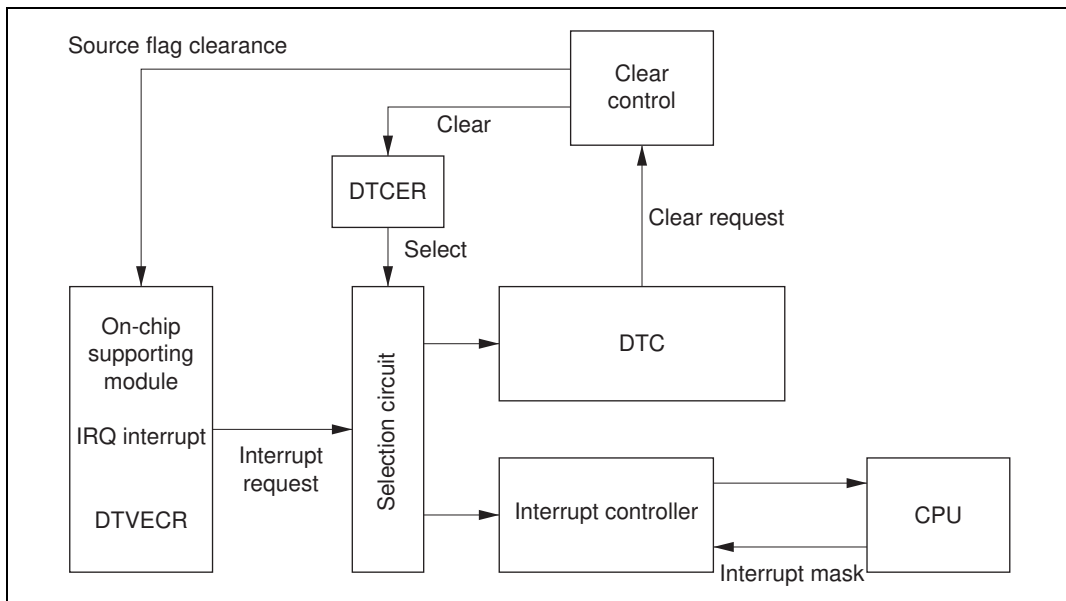 Source flag clearance
Clear
control
Clear
DTCER
Clear request
Select
On-chip
supporting
module
IRQ interrupt
DTVECR
Interrupt
request
Selection circuit
DTC
Interrupt controller
CPU
Interrupt mask